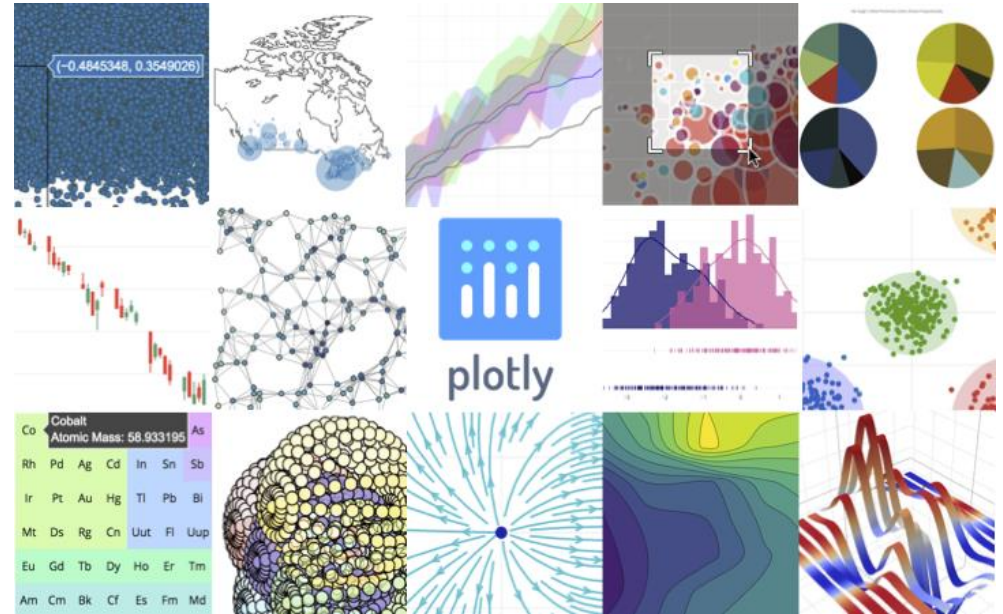 (−0.4845348, 0.3549026)
plotly
Co
Cobalt
Atomic Mass: 58.933195
As
Rh Pd Ag Cd In Sn Sb
Ir Pt Au Hg Tl Pb Bi
Mt Ds Rg Cn Uut Fl Uup
Eu Gd Tb Dy Ho Er Tm
Am Cm Bk Cf Es Fm Md